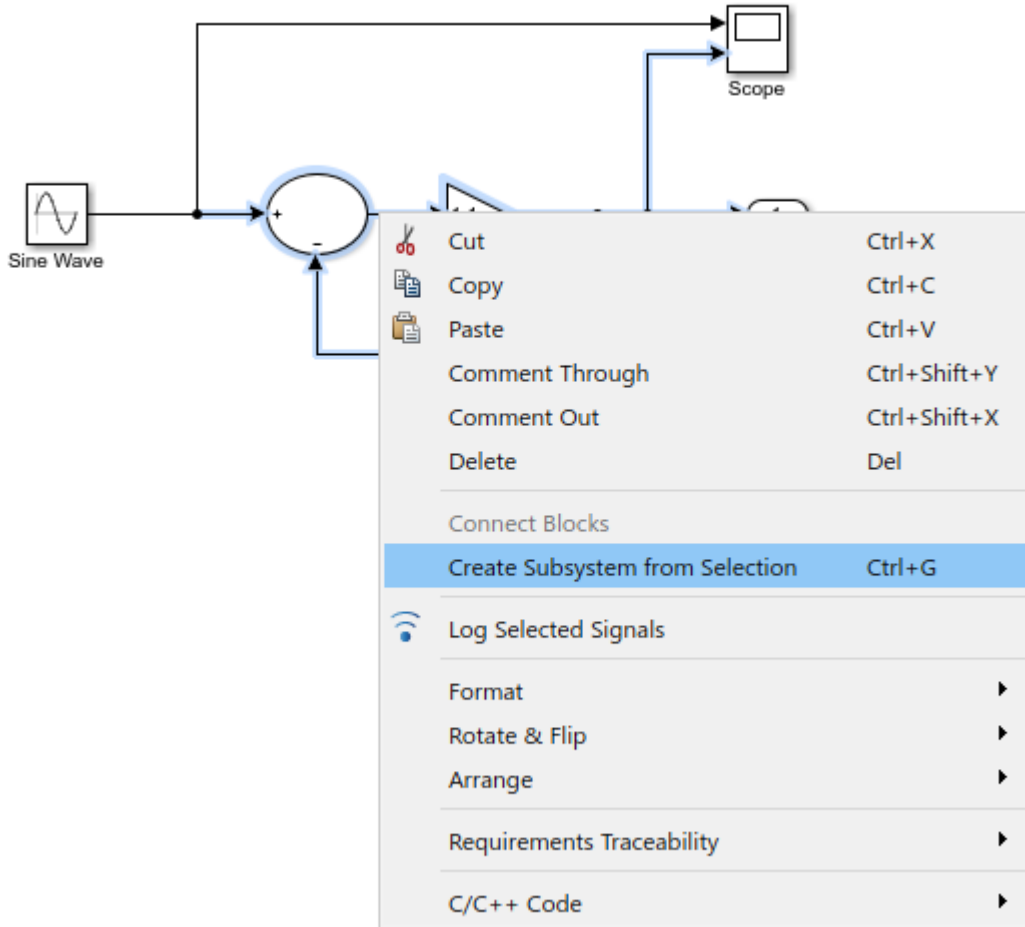 Scope
+
-
Sine Wave
Cut Ctrl+X
Copy Ctrl+C
Paste Ctrl+V
Comment Through Ctrl+Shift+Y
Comment Out Ctrl+Shift+X
Delete Del
Connect Blocks
Create Subsystem from Selection Ctrl+G
Log Selected Signals
Format
Rotate & Flip
Arrange
Requirements Traceability
C/C++ Code